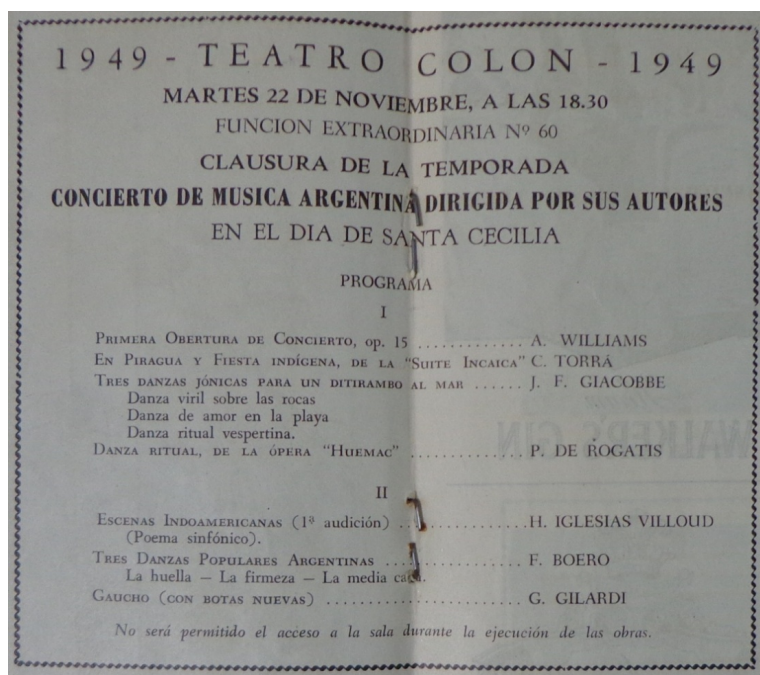 1949 - TEATRO COLON - 1949
MARTES 22 DE NOVIEMBRE, A LAS 18.30
FUNCION EXTRAORDINARIA Nº 60
CLAUSURA DE LA TEMPORADA
CONCIERTO DE MUSICA ARGENTINA DIRIGIDA POR SUS AUTORES
EN EL DIA DE SANTA CECILIA
PROGRAMA
I
PRIMERA OBERTURA DE CONCIERTO, op. 15 ............. A. WILLIAMS
EN PIRAGUA Y FIESTA INDÍGENA, DE LA "SUITE INCAICA" C. TORRÁ
TRES DANZAS JÓNICAS PARA UN DITIRAMBO AL MAR ...... J. F. GIACOBBE
Danza viril sobre las rocas
Danza de amor en la playa
Danza ritual vespertina.
DANZA RITUAL, DE LA ÓPERA "HUEMAC" .............. P. DE ROGATIS
II
ESCENAS INDOAMERICANAS (1ª audición) ................ H. IGLESIAS VILLOUD
(Poema sinfónico).
TRES DANZAS POPULARES ARGENTINAS ................. F. BOERO
La huella — La firmeza — La media caña.
GAUCHO (CON BOTAS NUEVAS) ........................ G. GILARDI
No será permitido el acceso a la sala durante la ejecución de las obras.
WALKER'S GIN